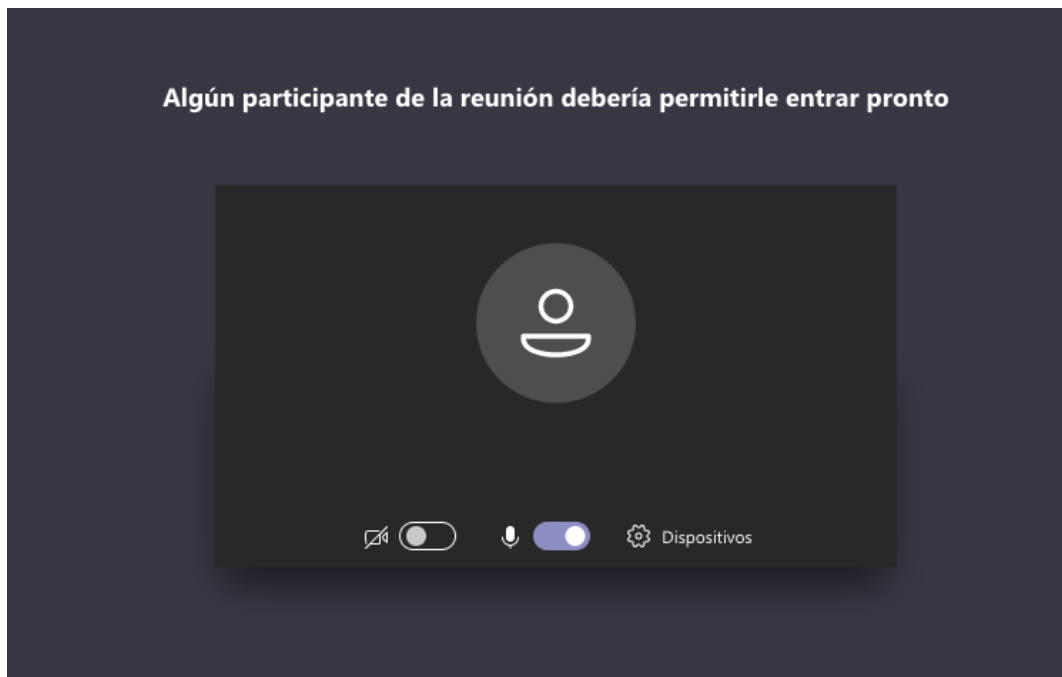 Algún participante de la reunión debería permitirle entrar pronto
Dispositivos